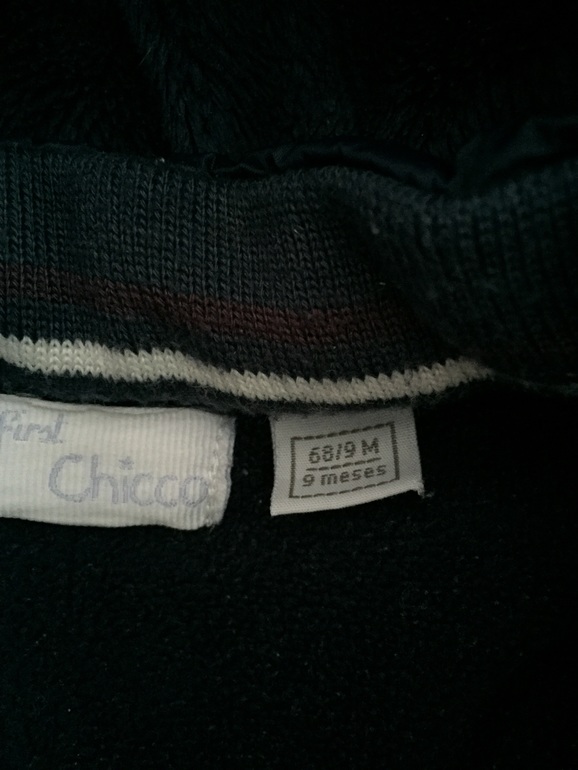 First
Chicco
68/9 M
9 meses